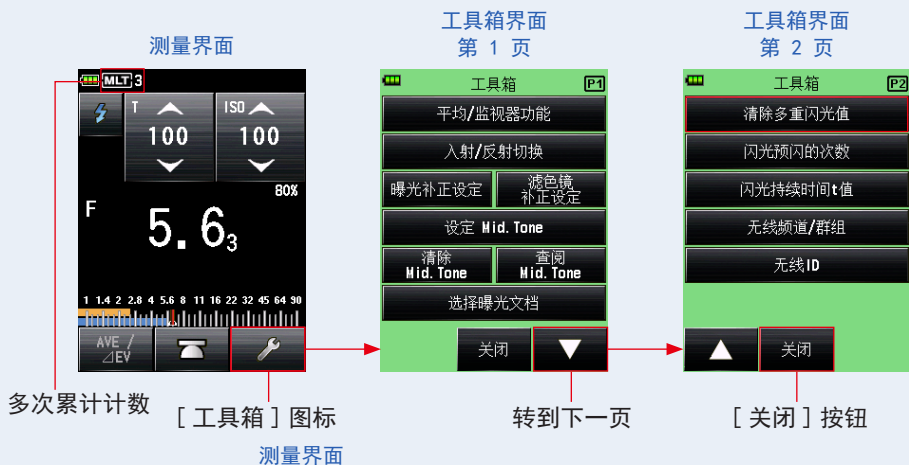 测量界面
工具箱界面
第 1 页
工具箱界面
第 2 页
MLT 3
T
100
ISO
100
80%
F
5.6₃
1 1.4 2 2.8 4 5.6 8 11 16 22 32 45 64 90
AVE /
⊿EV
工具箱 P1
平均/监视器功能
入射/反射切换
曝光补正设定
滤色镜
补正设定
设定 Mid. Tone
清除
Mid. Tone
查阅
Mid. Tone
选择曝光文档
关闭
工具箱 P2
清除多重闪光值
闪光预闪的次数
闪光持续时间t值
无线频道/群组
无线ID
关闭
多次累计计数
[ 工具箱 ] 图标
转到下一页
[ 关闭 ] 按钮
测量界面